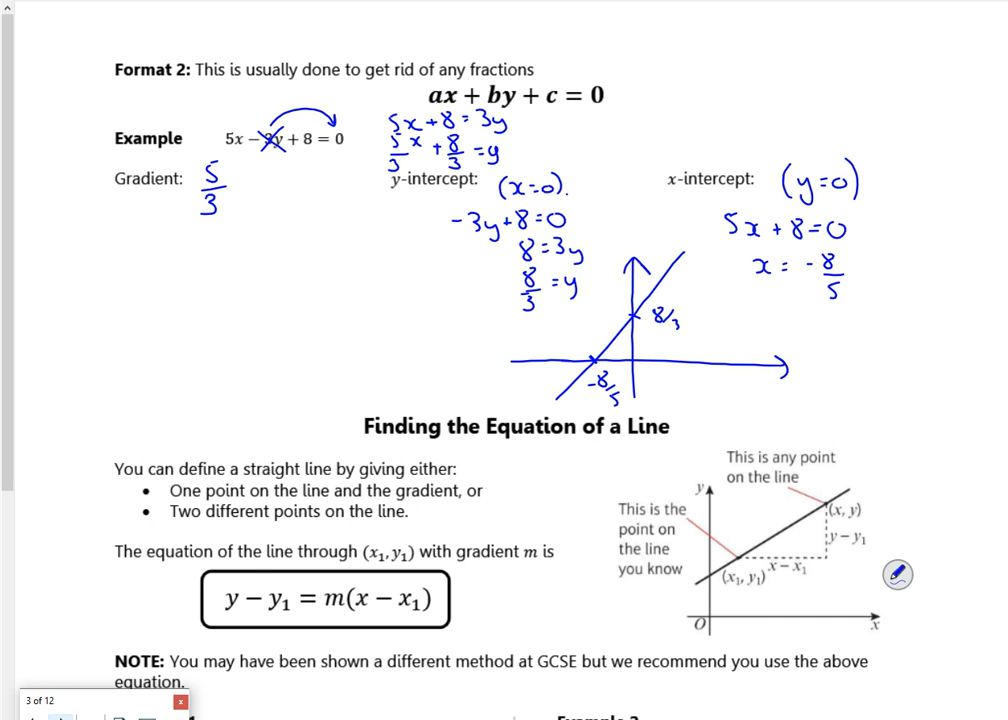 Format 2: This is usually done to get rid of any fractions
ax + by + c = 0
5x + 8 = 3y
Example 5x − 3y + 8 = 0
5/3 x + 8/3 = y
Gradient: 5/3
y-intercept: (x=0).
-3y+8=0
8=3y
8/3 = y
x-intercept: (y=0)
5x + 8 = 0
x = -8/5
8/3
-8/5
Finding the Equation of a Line
You can define a straight line by giving either:
• One point on the line and the gradient, or
• Two different points on the line.
The equation of the line through (x₁, y₁) with gradient m is
y − y₁ = m(x − x₁)
This is any point
on the line
This is the
point on
the line
you know
y
(x, y)
y − y₁
x − x₁
(x₁, y₁)
O
x
NOTE: You may have been shown a different method at GCSE but we recommend you use the above
equation.
3 of 12
x